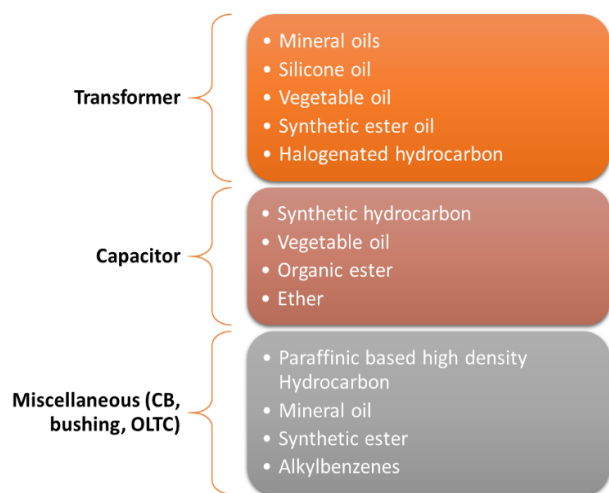 Transformer
• Mineral oils
• Silicone oil
• Vegetable oil
• Synthetic ester oil
• Halogenated hydrocarbon
Capacitor
• Synthetic hydrocarbon
• Vegetable oil
• Organic ester
• Ether
Miscellaneous (CB,
bushing, OLTC)
• Paraffinic based high density
Hydrocarbon
• Mineral oil
• Synthetic ester
• Alkylbenzenes